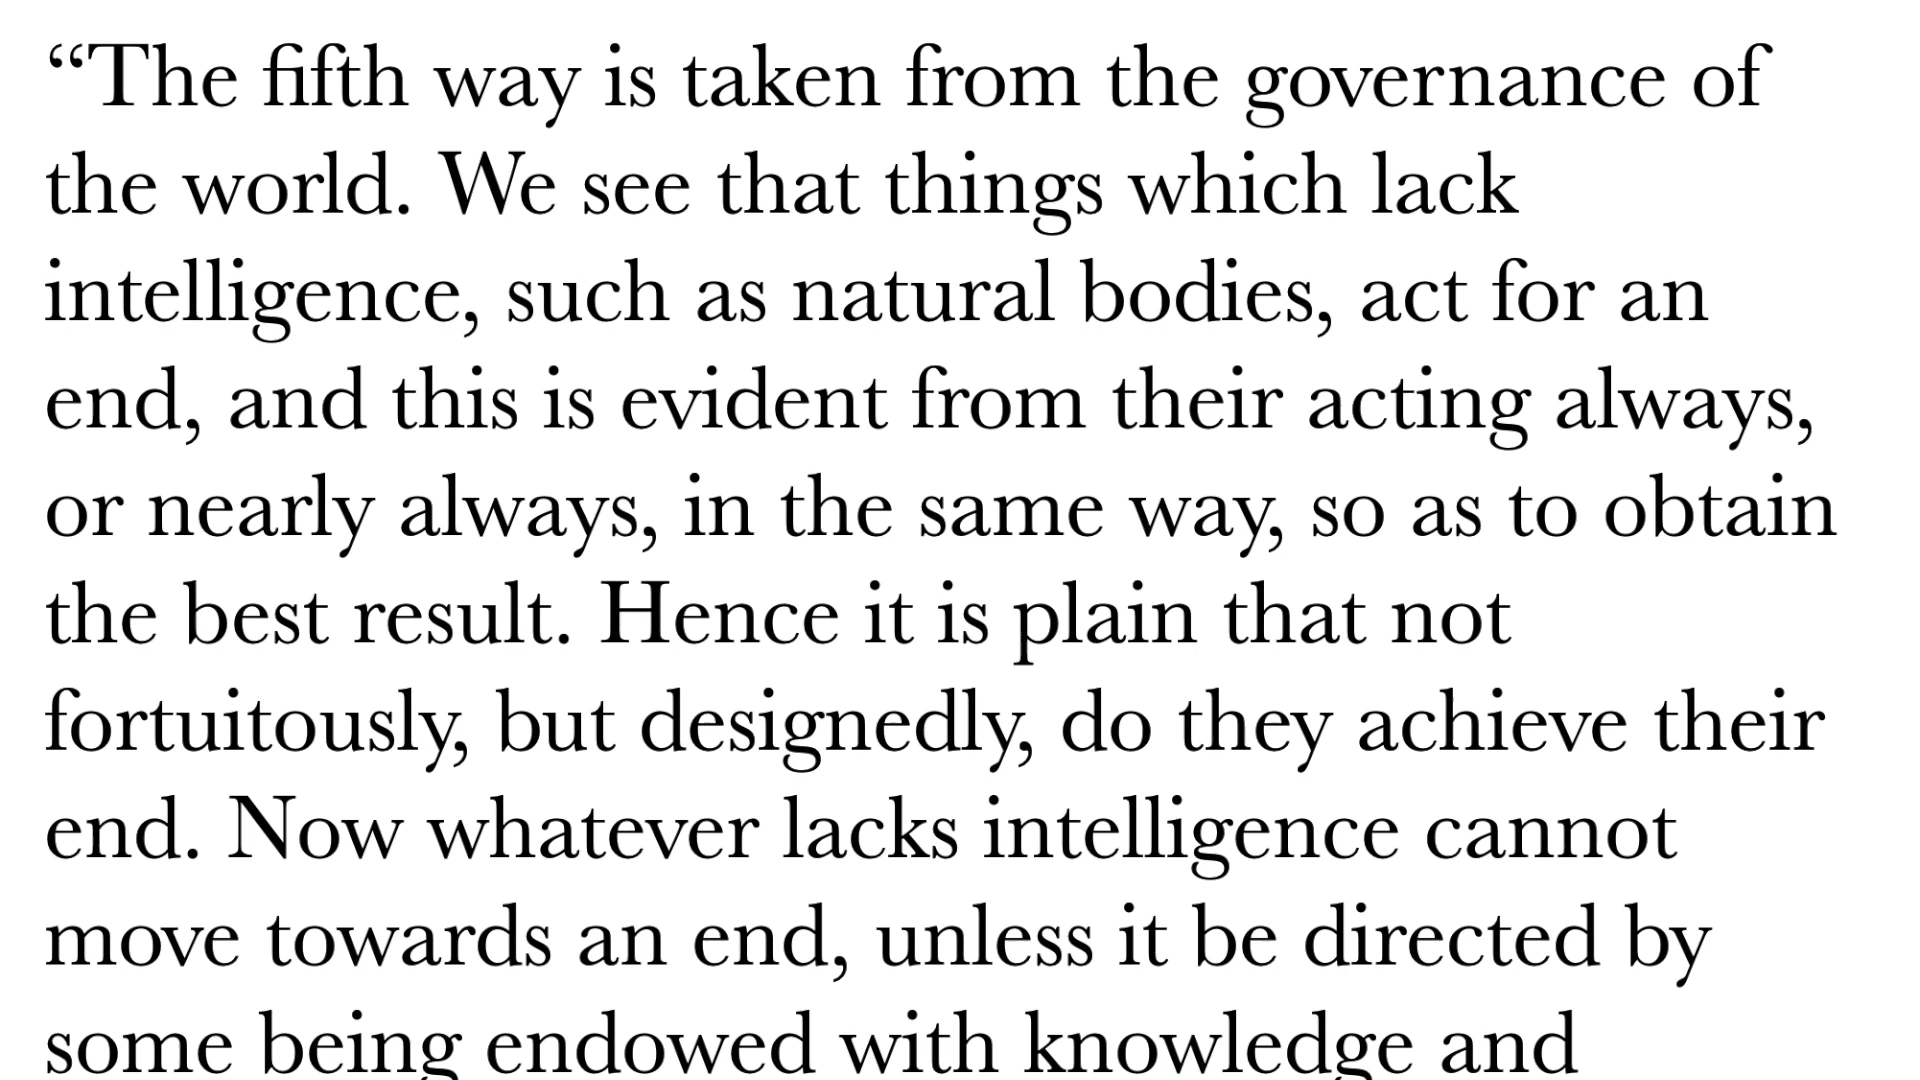 “The fifth way is taken from the governance of
the world. We see that things which lack
intelligence, such as natural bodies, act for an
end, and this is evident from their acting always,
or nearly always, in the same way, so as to obtain
the best result. Hence it is plain that not
fortuitously, but designedly, do they achieve their
end. Now whatever lacks intelligence cannot
move towards an end, unless it be directed by
some being endowed with knowledge and